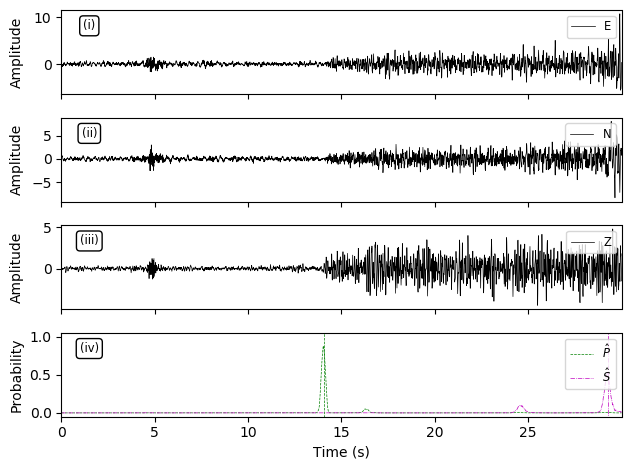 Amplitude
10
0
(i)
E
Amplitude
5
0
−5
(ii)
N
Amplitude
5
0
(iii)
Z
Probability
1.0
0.5
0.0
(iv)
P̂
Ŝ
0 5 10 15 20 25
Time (s)